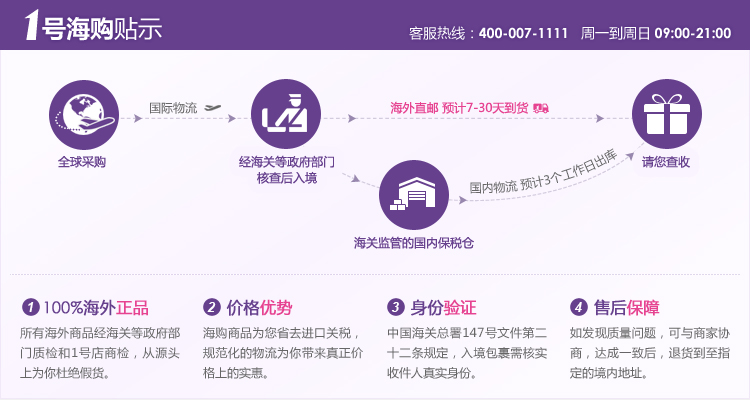 1号海购贴示
客服热线：400-007-1111 周一到周日 09:00-21:00
国际物流
海外直邮 预计7-30天到货
全球采购
经海关等政府部门
核查后入境
请您查收
国内物流 预计3个工作日出库
海关监管的国内保税仓
1 100%海外正品
所有海外商品经海关等政府部
门质检和1号店商检，从源头
上为你杜绝假货。
2 价格优势
海购商品为您省去进口关税，
规范化的物流为你带来真正价
格上的实惠。
3 身份验证
中国海关总署147号文件第二
十二条规定，入境包裹需核实
收件人真实身份。
4 售后保障
如发现质量问题，可与商家协
商，达成一致后，退货到至指
定的境内地址。